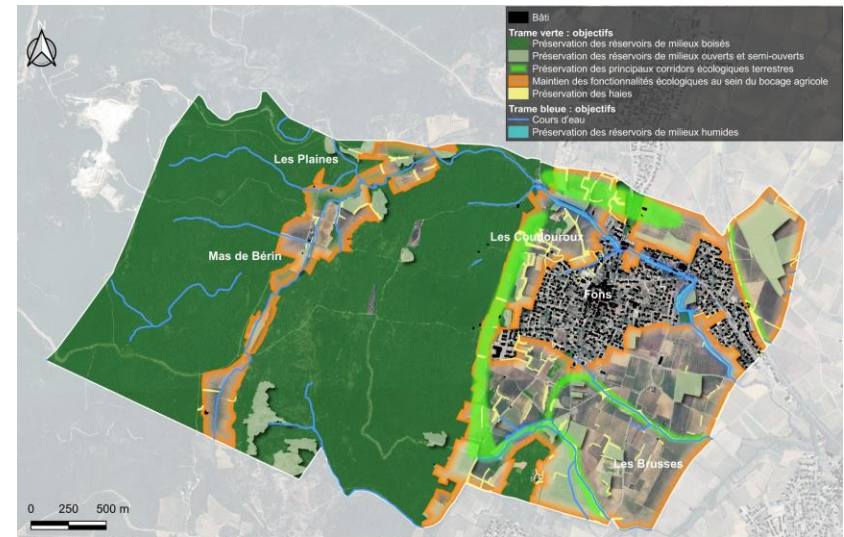 N
Bâti
Trame verte : objectifs
Préservation des réservoirs de milieux boisés
Préservation des réservoirs de milieux ouverts et semi-ouverts
Préservation des principaux corridors écologiques terrestres
Maintien des fonctionnalités écologiques au sein du bocage agricole
Préservation des haies
Trame bleue : objectifs
Cours d'eau
Préservation des réservoirs de milieux humides
Les Plaines
Les Coudouroux
Mas de Bérin
Fons
Les Brusses
0 250 500 m